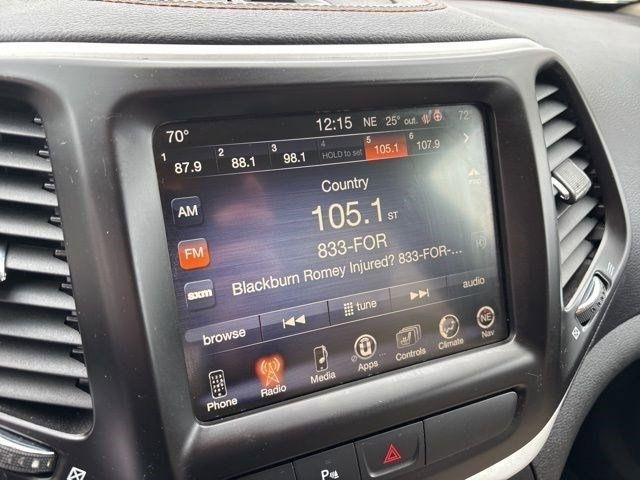 70° 12:15 NE 25° out. 72°
1 87.9 2 88.1 3 98.1 4 HOLD to set 5 105.1 6 107.9
Country
AM 105.1 ST
FM 833-FOR
sxm Blackburn Romey Injured? 833-FOR-...
browse tune audio
Phone Radio Media Apps... Controls Climate NE Nav
P